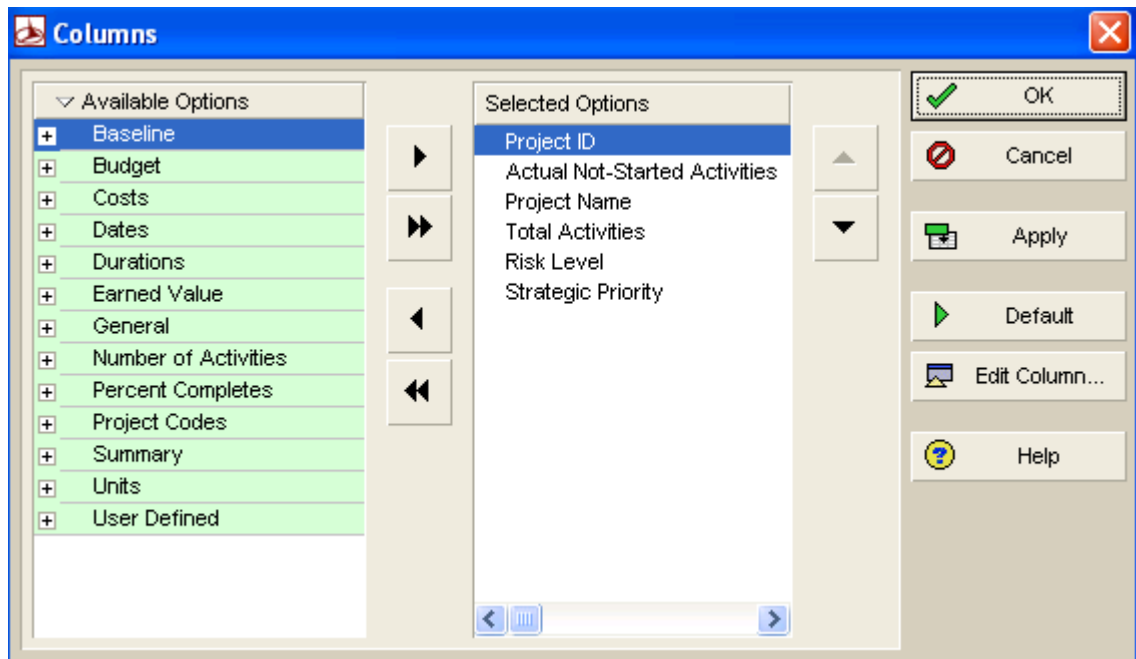 Columns
Available Options
Baseline
Budget
Costs
Dates
Durations
Earned Value
General
Number of Activities
Percent Completes
Project Codes
Summary
Units
User Defined
Selected Options
Project ID
Actual Not-Started Activities
Project Name
Total Activities
Risk Level
Strategic Priority
OK
Cancel
Apply
Default
Edit Column...
Help